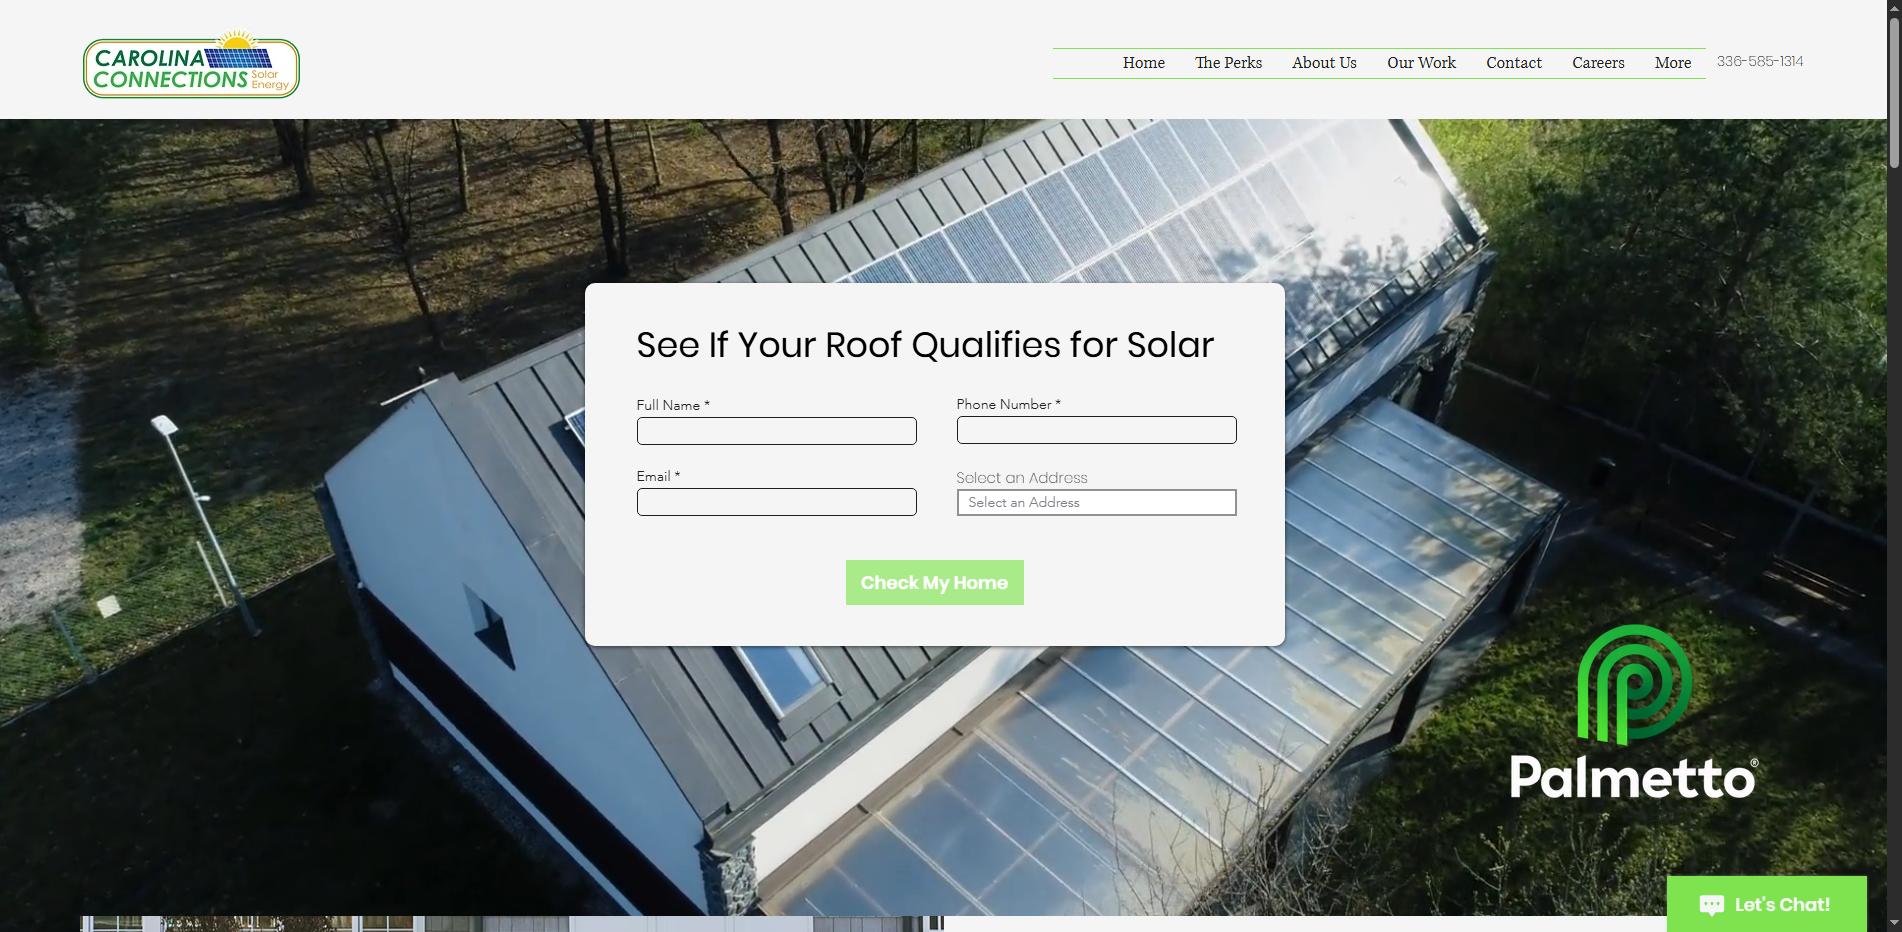 CAROLINA
CONNECTIONS
Solar
Energy
Home
The Perks
About Us
Our Work
Contact
Careers
More
336-585-1314
See If Your Roof Qualifies for Solar
Full Name *
Phone Number *
Email *
Select an Address
Select an Address
Check My Home
Palmetto®
Let's Chat!